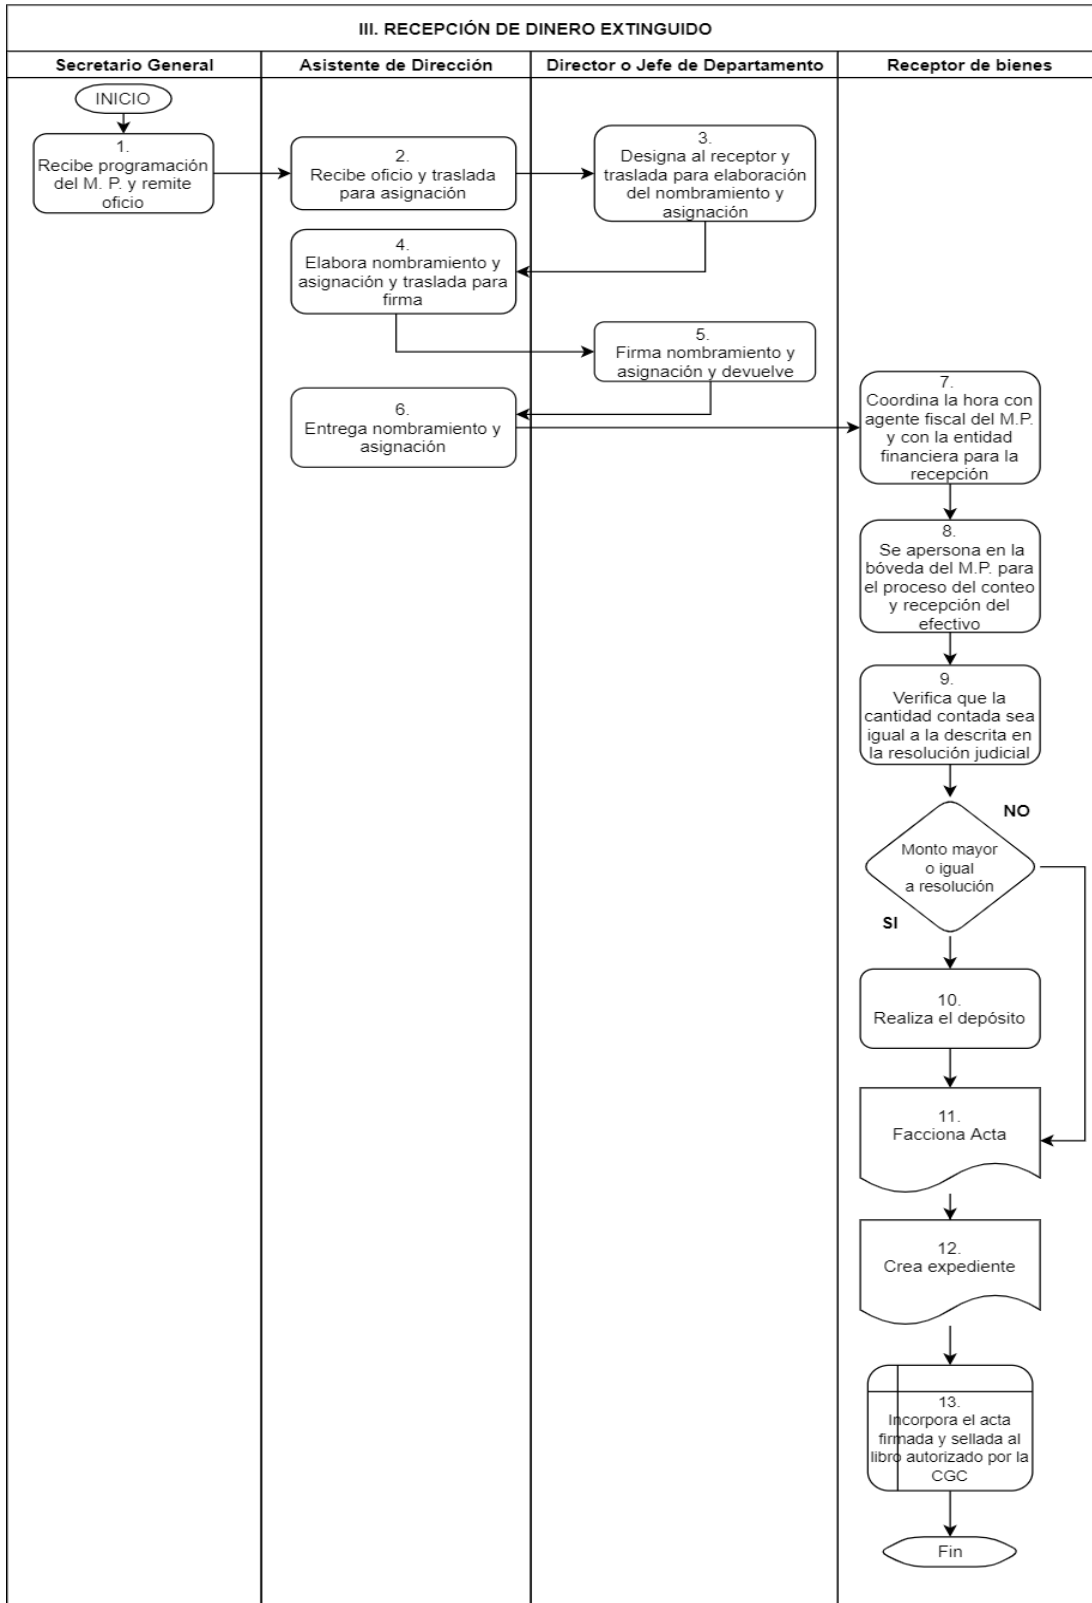 III. RECEPCIÓN DE DINERO EXTINGUIDO
Secretario General
Asistente de Dirección
Director o Jefe de Departamento
Receptor de bienes
INICIO
1.
Recibe programación
del M. P. y remite
oficio
2.
Recibe oficio y traslada
para asignación
3.
Designa al receptor y
traslada para elaboración
del nombramiento y
asignación
4.
Elabora nombramiento y
asignación y traslada para
firma
5.
Firma nombramiento y
asignación y devuelve
6.
Entrega nombramiento y
asignación
7.
Coordina la hora con
agente fiscal del M.P.
y con la entidad
financiera para la
recepción
8.
Se apersona en la
bóveda del M.P. para
el proceso del conteo
y recepción del
efectivo
9.
Verifica que la
cantidad contada sea
igual a la descrita en
la resolución judicial
NO
Monto mayor
o igual
a resolución
SI
10.
Realiza el depósito
11.
Facciona Acta
12.
Crea expediente
13.
Incorpora el acta
firmada y sellada al
libro autorizado por la
CGC
Fin